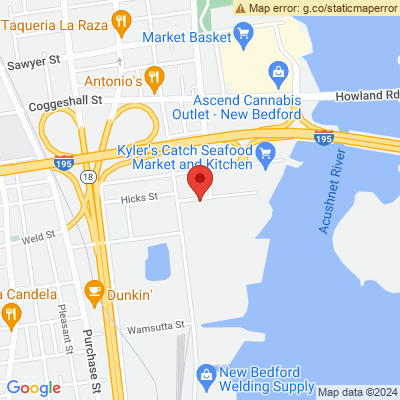 Map error: g.co/staticmaperror
Taqueria La Raza
Market Basket
Sawyer St
Antonio's
Coggeshall St
Howland Rd
Ascend Cannabis
Outlet - New Bedford
195
195
Kyler's Catch Seafood
Market and Kitchen
18
Acushnet River
Hicks St
Weld St
a Candela
Dunkin'
Pleasant St
Purchase St
Wamsutta St
New Bedford
Welding Supply
Google
Map data ©2024